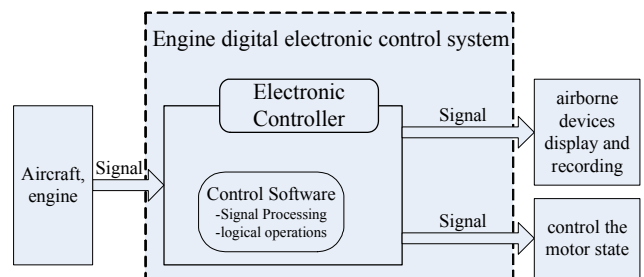 Engine digital electronic control system
Electronic
Controller
Aircraft,
engine
Signal
Control Software
-Signal Processing
-logical operations
Signal
airborne
devices
display and
recording
Signal
control the
motor state